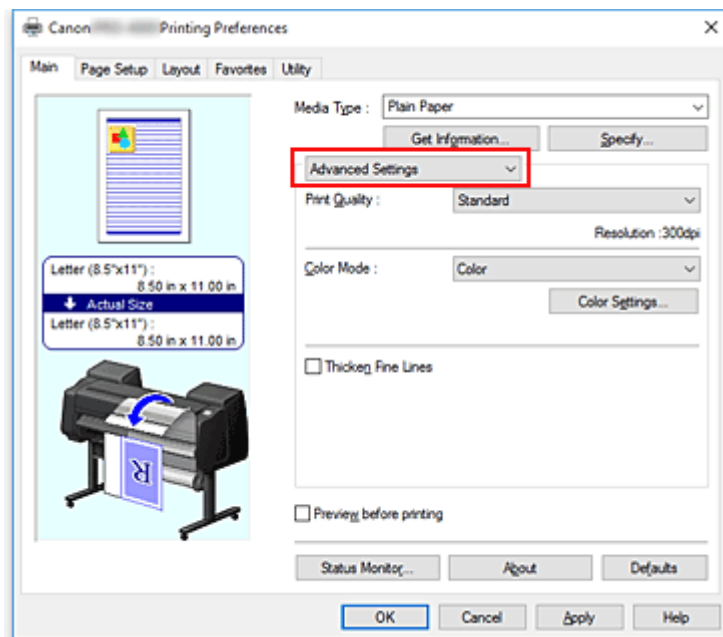 Canon Printing Preferences
Main Page Setup Layout Favorites Utility
Media Type : Plain Paper
Get Information... Specify...
Advanced Settings
Print Quality : Standard
Resolution :300dpi
Color Mode : Color
Color Settings...
Thicken Fine Lines
Letter (8.5"x11") :
8.50 in x 11.00 in
Actual Size
Letter (8.5"x11") :
8.50 in x 11.00 in
R
Preview before printing
Status Monitor... About Defaults
OK Cancel Apply Help